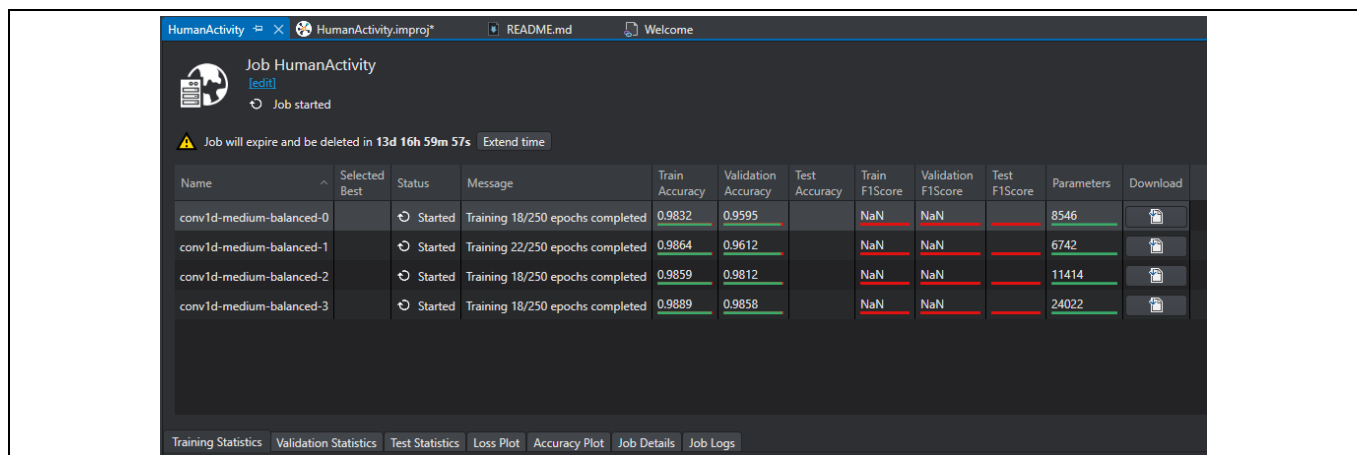 HumanActivity HumanActivity.improj* README.md Welcome
Job HumanActivity
[edit]
Job started
Job will expire and be deleted in 13d 16h 59m 57s Extend time
Name Selected Best Status Message Train Accuracy Validation Accuracy Test Accuracy Train F1Score Validation F1Score Test F1Score Parameters Download
conv1d-medium-balanced-0 Started Training 18/250 epochs completed 0.9832 0.9595 NaN NaN 8546
conv1d-medium-balanced-1 Started Training 22/250 epochs completed 0.9864 0.9612 NaN NaN 6742
conv1d-medium-balanced-2 Started Training 18/250 epochs completed 0.9859 0.9812 NaN NaN 11414
conv1d-medium-balanced-3 Started Training 18/250 epochs completed 0.9889 0.9858 NaN NaN 24022
Training Statistics Validation Statistics Test Statistics Loss Plot Accuracy Plot Job Details Job Logs